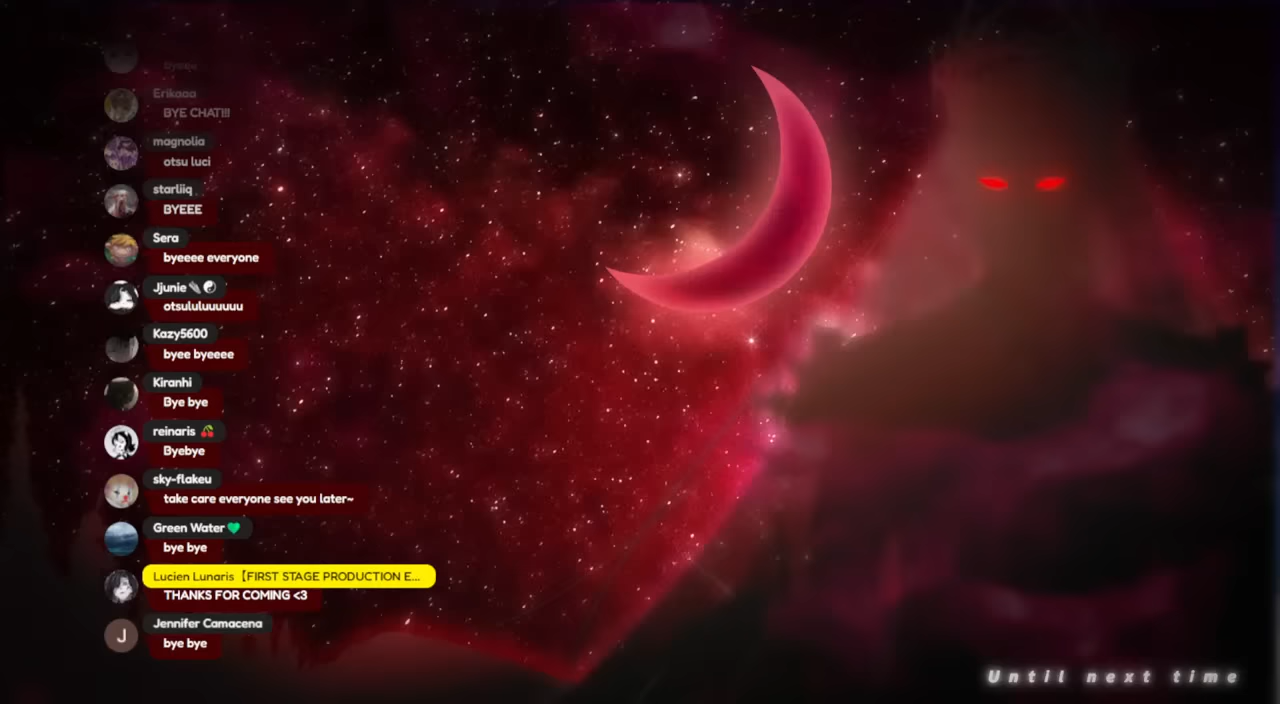 Byeee
Erikaaa
BYE CHAT!!!
magnolia
otsu luci
starliiq
BYEEE
Sera
byeeee everyone
Jjunie
otsululuuuuuu
Kazy5600
byee byeeee
Kiranhi
Bye bye
reinaris 🍒
Byebye
sky-flakeu
take care everyone see you later~
Green Water 💚
bye bye
Lucien Lunaris【FIRST STAGE PRODUCTION E...
THANKS FOR COMING <3
Jennifer Camacena
J
bye bye
Until next time